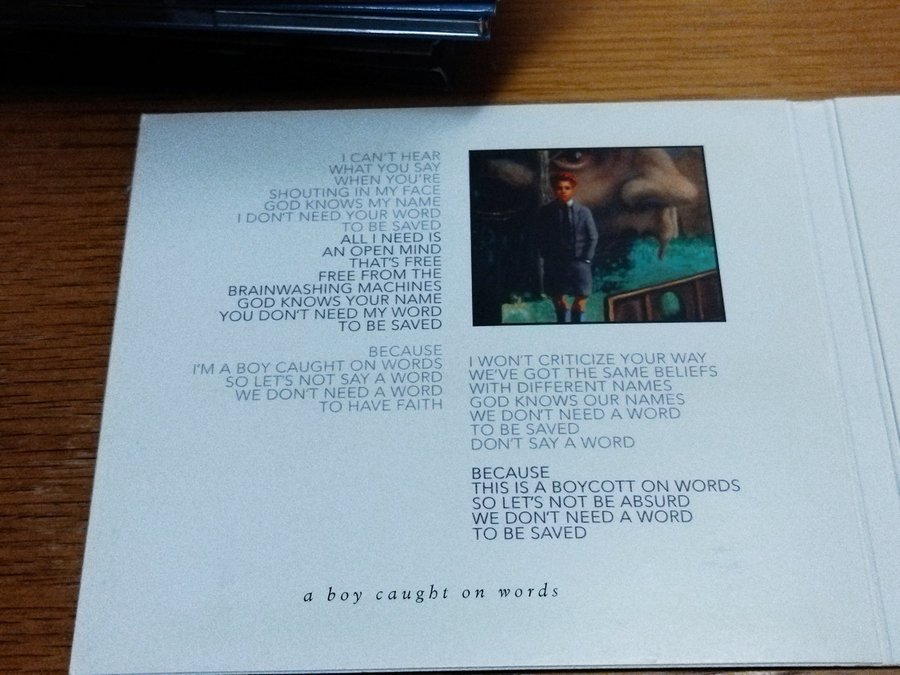 I CAN'T HEAR
WHAT YOU SAY
WHEN YOU'RE
SHOUTING IN MY FACE
GOD KNOWS MY NAME
I DON'T NEED YOUR WORD
TO BE SAVED
ALL I NEED IS
AN OPEN MIND
THAT'S FREE
FREE FROM THE
BRAINWASHING MACHINES
GOD KNOWS YOUR NAME
YOU DON'T NEED MY WORD
TO BE SAVED
BECAUSE
I'M A BOY CAUGHT ON WORDS
SO LET'S NOT SAY A WORD
WE DON'T NEED A WORD
TO HAVE FAITH
I WON'T CRITICIZE YOUR WAY
WE'VE GOT THE SAME BELIEFS
WITH DIFFERENT NAMES
GOD KNOWS OUR NAMES
WE DON'T NEED A WORD
TO BE SAVED
DON'T SAY A WORD
BECAUSE
THIS IS A BOYCOTT ON WORDS
SO LET'S NOT BE ABSURD
WE DON'T NEED A WORD
TO BE SAVED
a boy caught on words